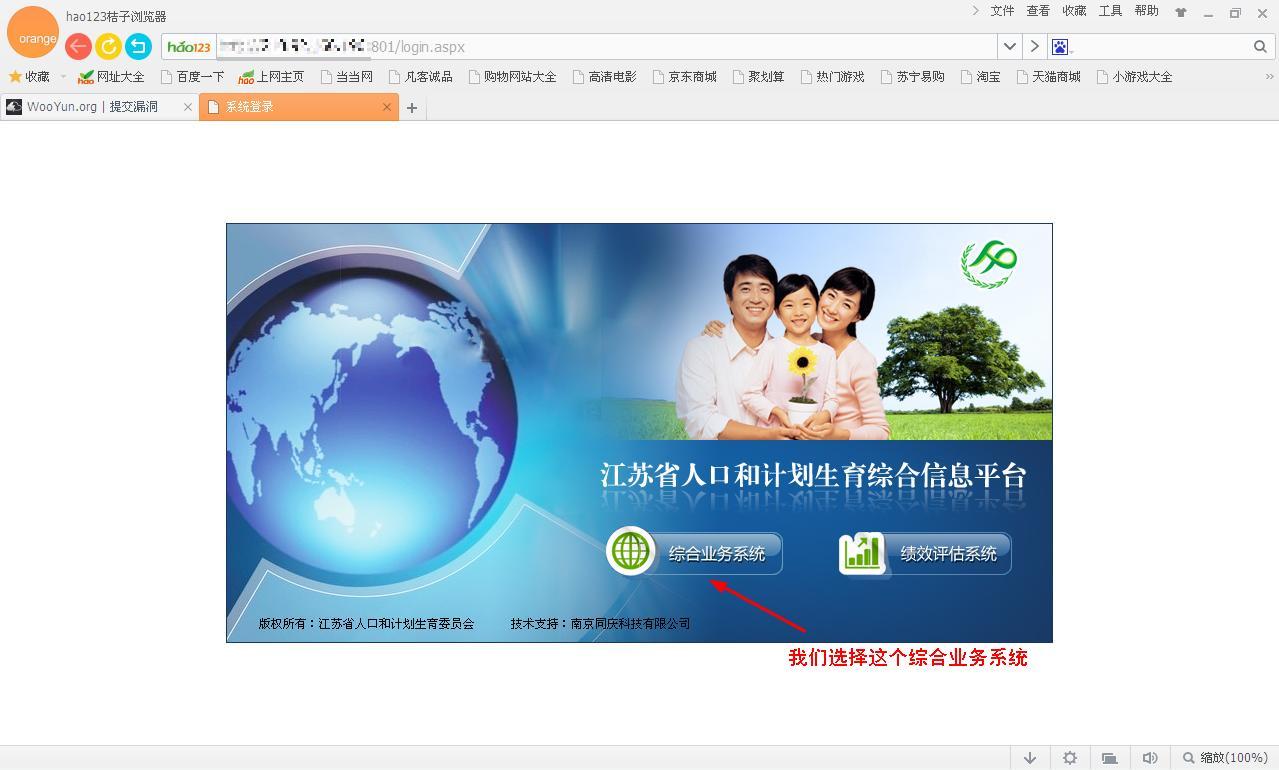 hao123桔子浏览器
文件 查看 收藏 工具 帮助
orange
hao123 801/login.aspx
收藏 网址大全 百度一下 上网主页 当当网 凡客诚品 购物网站大全 高清电影 京东商城 聚划算 热门游戏 苏宁易购 淘宝 天猫商城 小游戏大全
WooYun.org | 提交漏洞 系统登录
江苏省人口和计划生育综合信息平台
综合业务系统 绩效评估系统
版权所有：江苏省人口和计划生育委员会 技术支持：南京同庆科技有限公司
我们选择这个综合业务系统
缩放(100%)